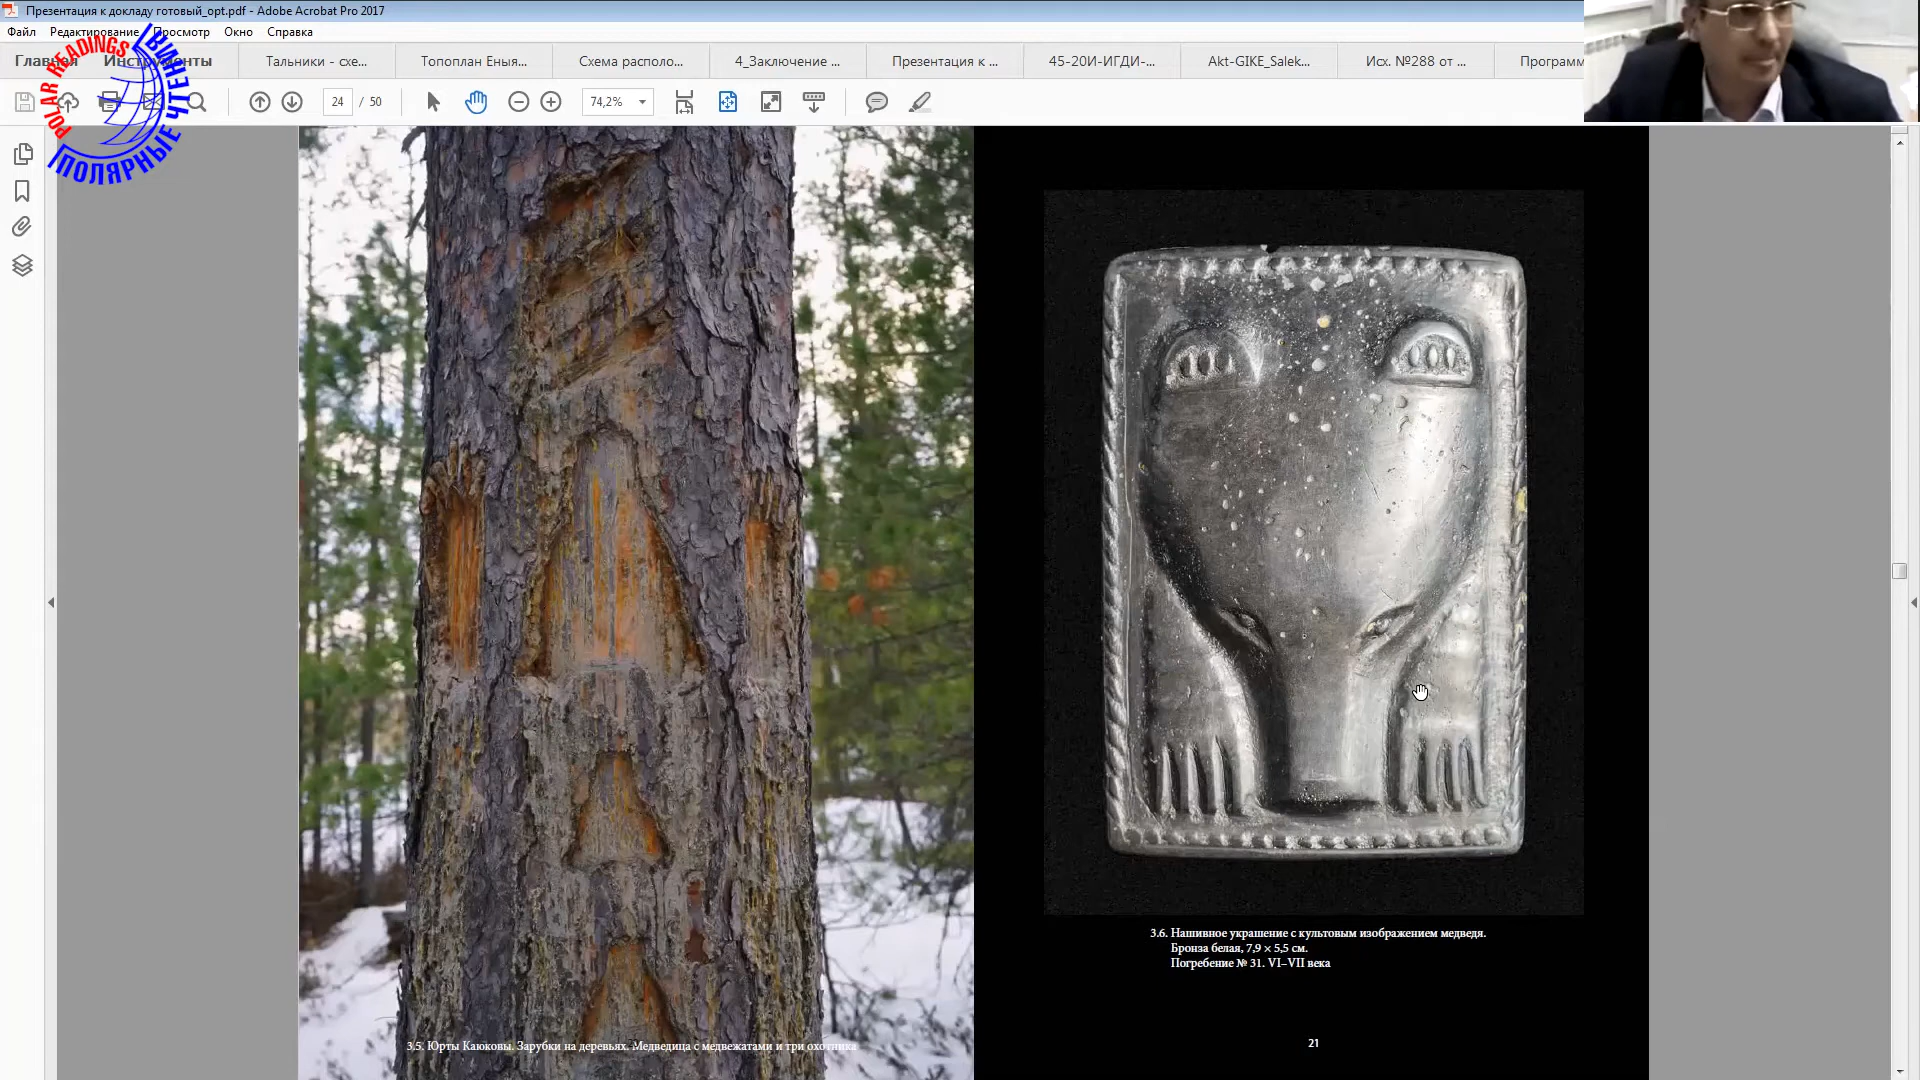 Презентация к докладу готовый_opt.pdf - Adobe Acrobat Pro 2017
Файл Редактирование Просмотр Окно Справка
Инструменты
Тальники - схе...
Топоплан Еныя...
Схема располо...
4_Заключение ...
Презентация к ...
45-20И-ИГДИ-...
Akt-GIKE_Salek...
Исх. №288 от ...
Программ
24 / 50
74,2%
POLAR READINGS
ПОЛЯРНЫЕ ЧТЕНИЯ
3.5. Юрты Каюковы. Зарубки на деревьях. Медведица с медвежатами и три охотника
3.6. Нашивное украшение с культовым изображением медведя.
Бронза белая, 7,9 × 5,5 см.
Погребение № 31. VI–VII века
21